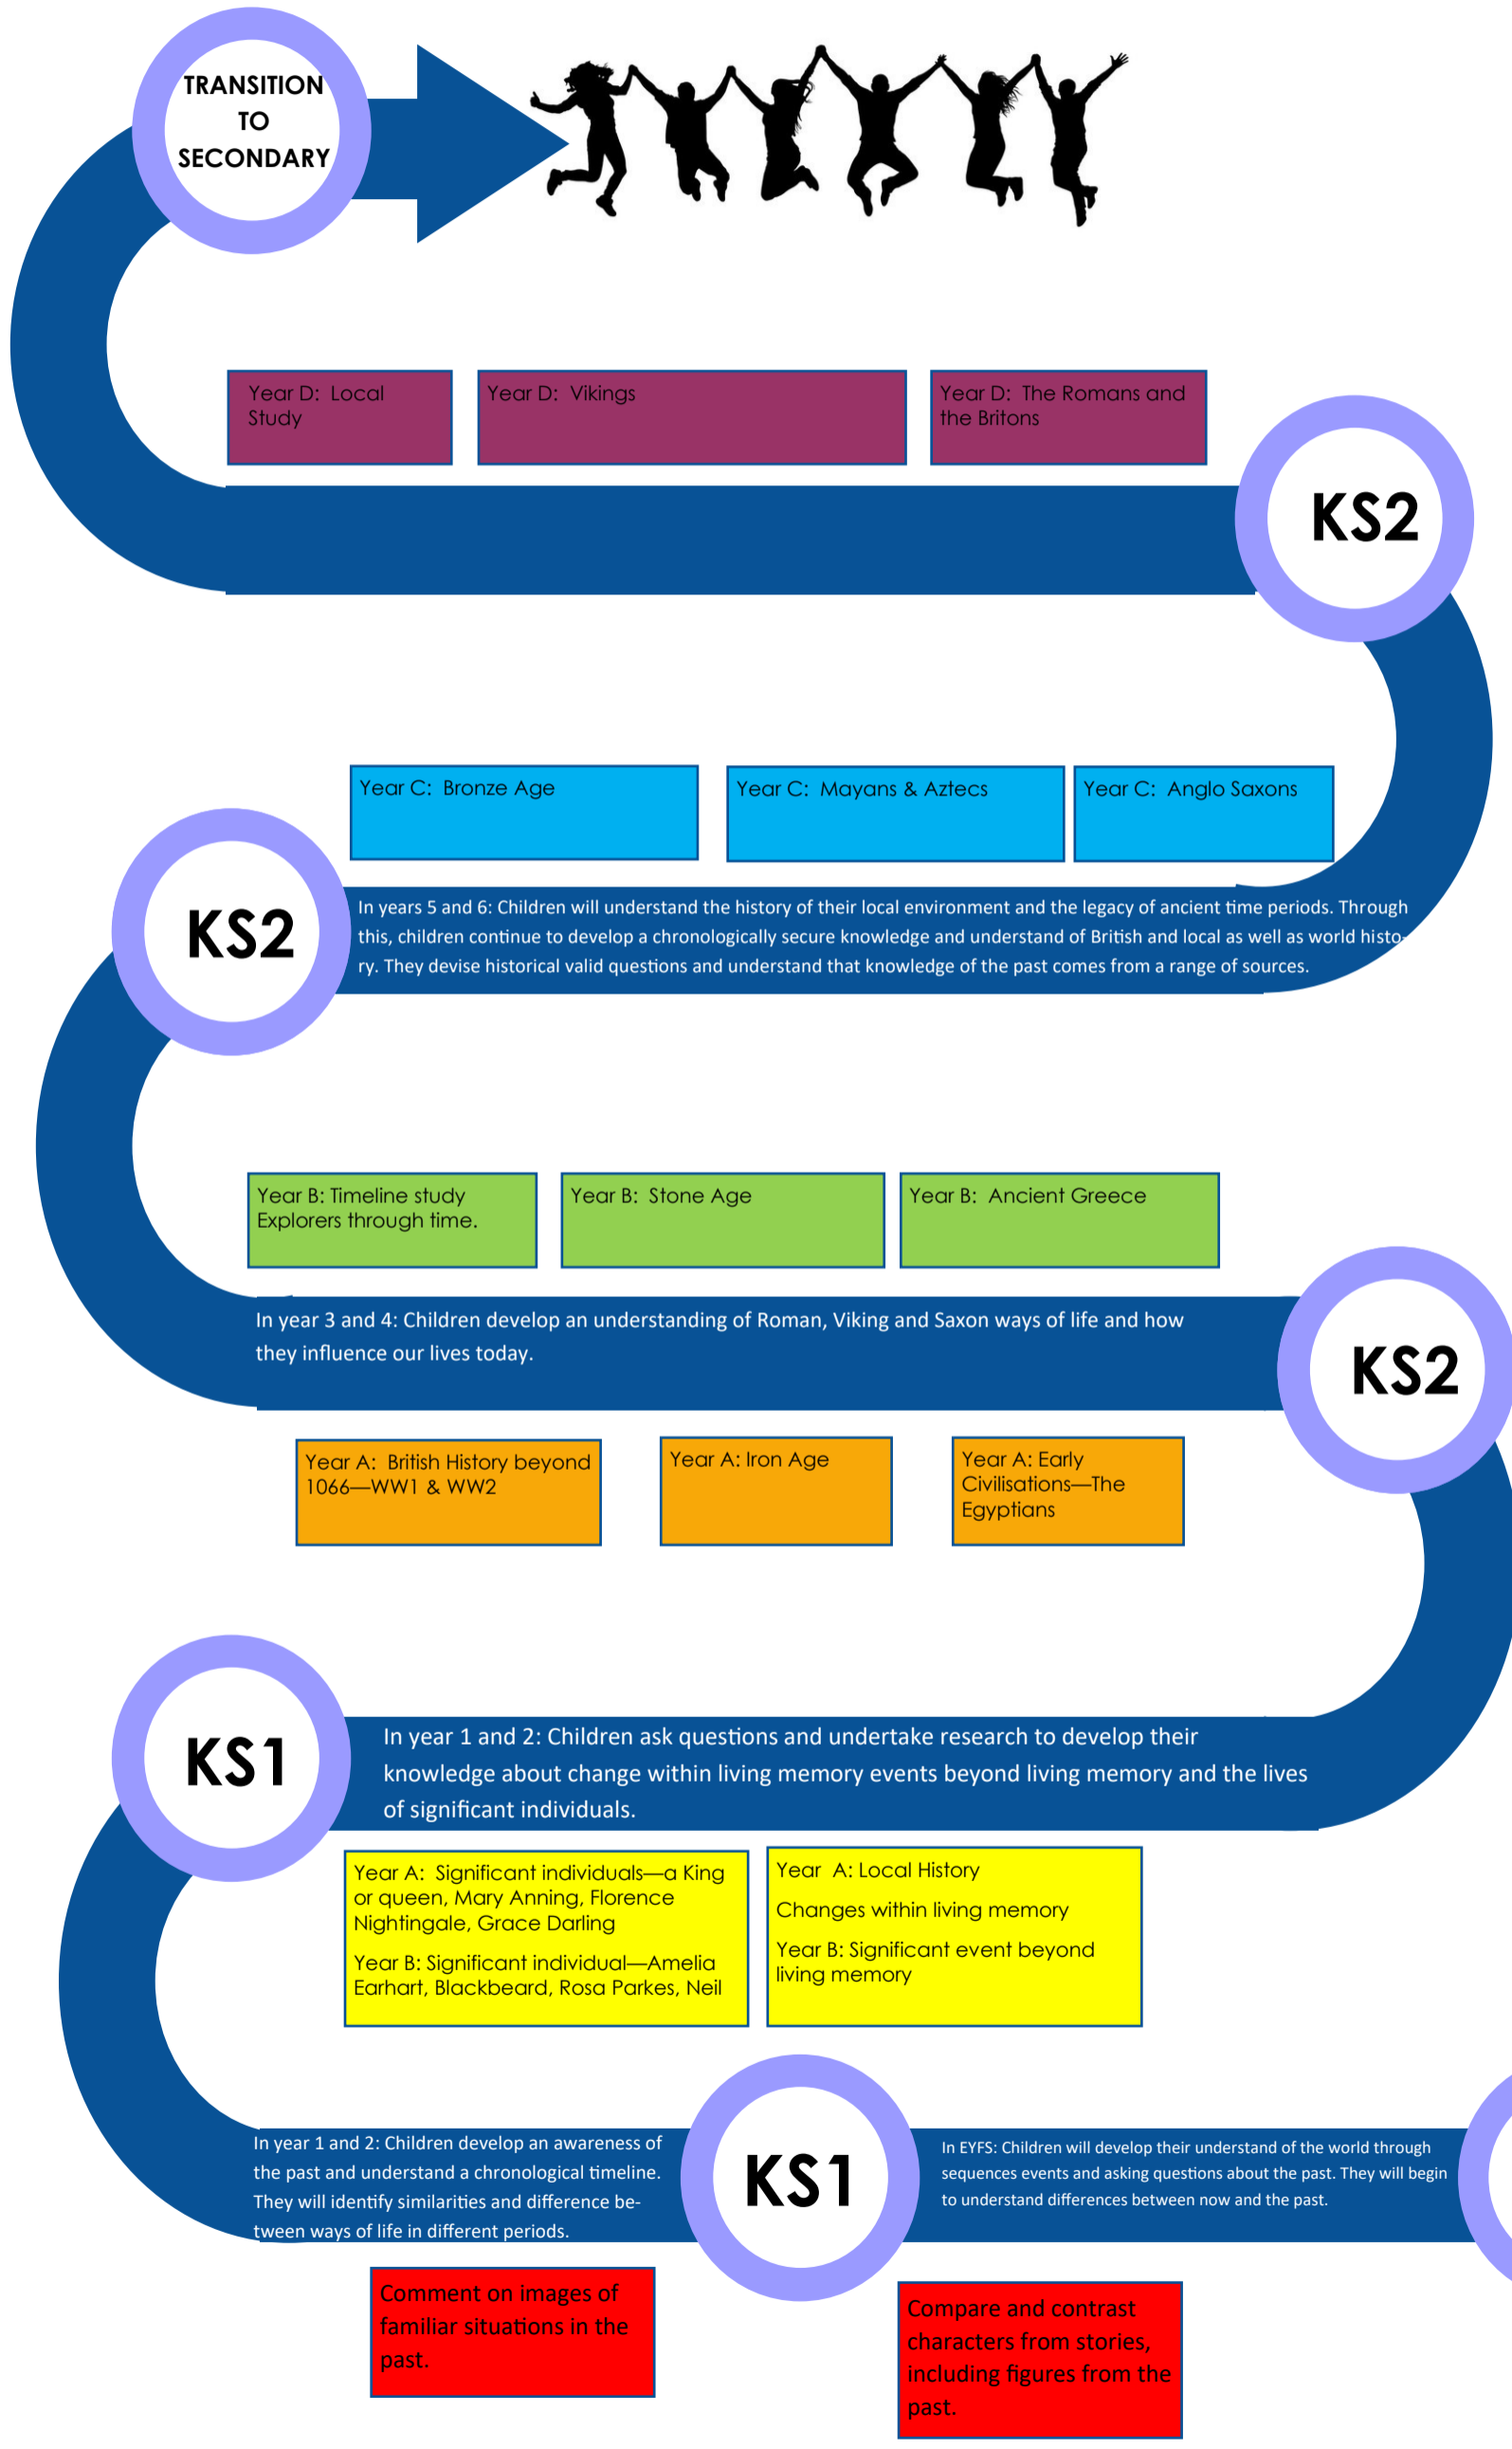 TRANSITION
TO
SECONDARY
Year D:  Local
Study
Year D:  Vikings
Year D:  The Romans and
the Britons
KS2
Year C:  Bronze Age
Year C:  Mayans & Aztecs
Year C:  Anglo Saxons
KS2
In years 5 and 6: Children will understand the history of their local environment and the legacy of ancient time periods. Through
this, children continue to develop a chronologically secure knowledge and understand of British and local as well as world histo-
ry. They devise historical valid questions and understand that knowledge of the past comes from a range of sources.
Year B: Timeline study
Explorers through time.
Year B:  Stone Age
Year B:  Ancient Greece
In year 3 and 4: Children develop an understanding of Roman, Viking and Saxon ways of life and how
they influence our lives today.
KS2
Year A:  British History beyond
1066—WW1 & WW2
Year A: Iron Age
Year A: Early
Civilisations—The
Egyptians
KS1
In year 1 and 2: Children ask questions and undertake research to develop their
knowledge about change within living memory events beyond living memory and the lives
of significant individuals.
Year A:  Significant individuals—a King
or queen, Mary Anning, Florence
Nightingale, Grace Darling
Year B: Significant individual—Amelia
Earhart, Blackbeard, Rosa Parkes, Neil
Year  A: Local History
Changes within living memory
Year B: Significant event beyond
living memory
In year 1 and 2: Children develop an awareness of
the past and understand a chronological timeline.
They will identify similarities and difference be-
tween ways of life in different periods.
KS1
In EYFS: Children will develop their understand of the world through
sequences events and asking questions about the past. They will begin
to understand differences between now and the past.
Comment on images of
familiar situations in the
past.
Compare and contrast
characters from stories,
including figures from the
past.